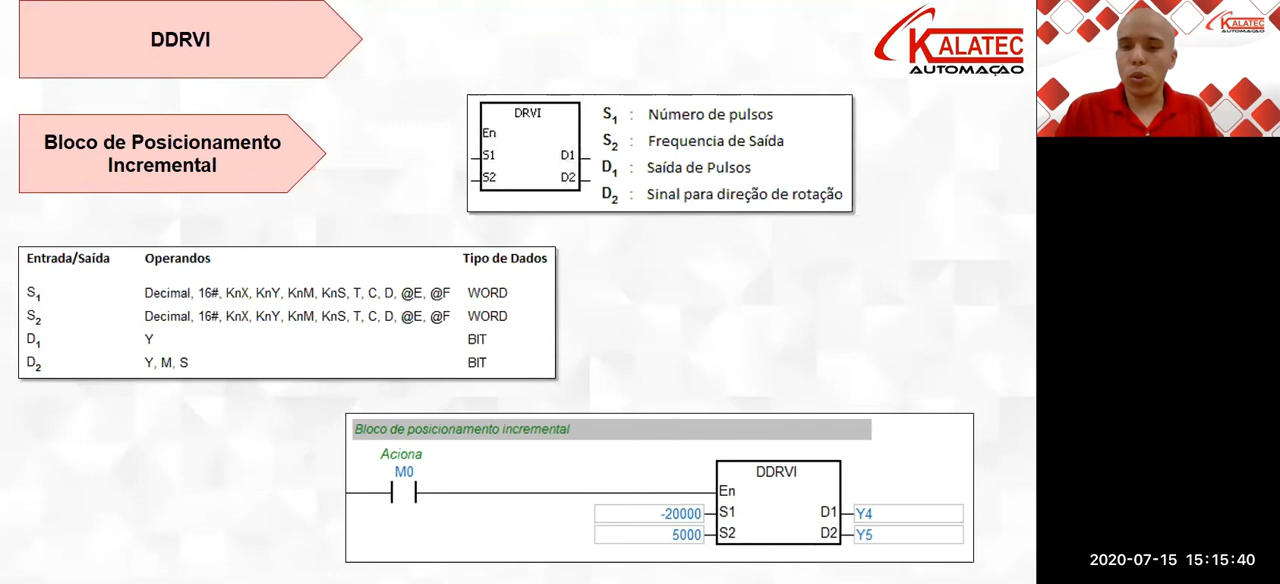 DDRVI
KALATEC
AUTOMAÇÃO
KALATEC
AUTOMAÇÃO
Bloco de Posicionamento
Incremental
DRVI
En
S1 D1
S2 D2
S1 : Número de pulsos
S2 : Frequencia de Saída
D1 : Saída de Pulsos
D2 : Sinal para direção de rotação
Entrada/Saída Operandos Tipo de Dados
S1 Decimal, 16#, KnX, KnY, KnM, KnS, T, C, D, @E, @F WORD
S2 Decimal, 16#, KnX, KnY, KnM, KnS, T, C, D, @E, @F WORD
D1 Y BIT
D2 Y, M, S BIT
Bloco de posicionamento incremental
Aciona
M0
DDRVI
En
-20000 S1 D1 Y4
5000 S2 D2 Y5
2020-07-15 15:15:40